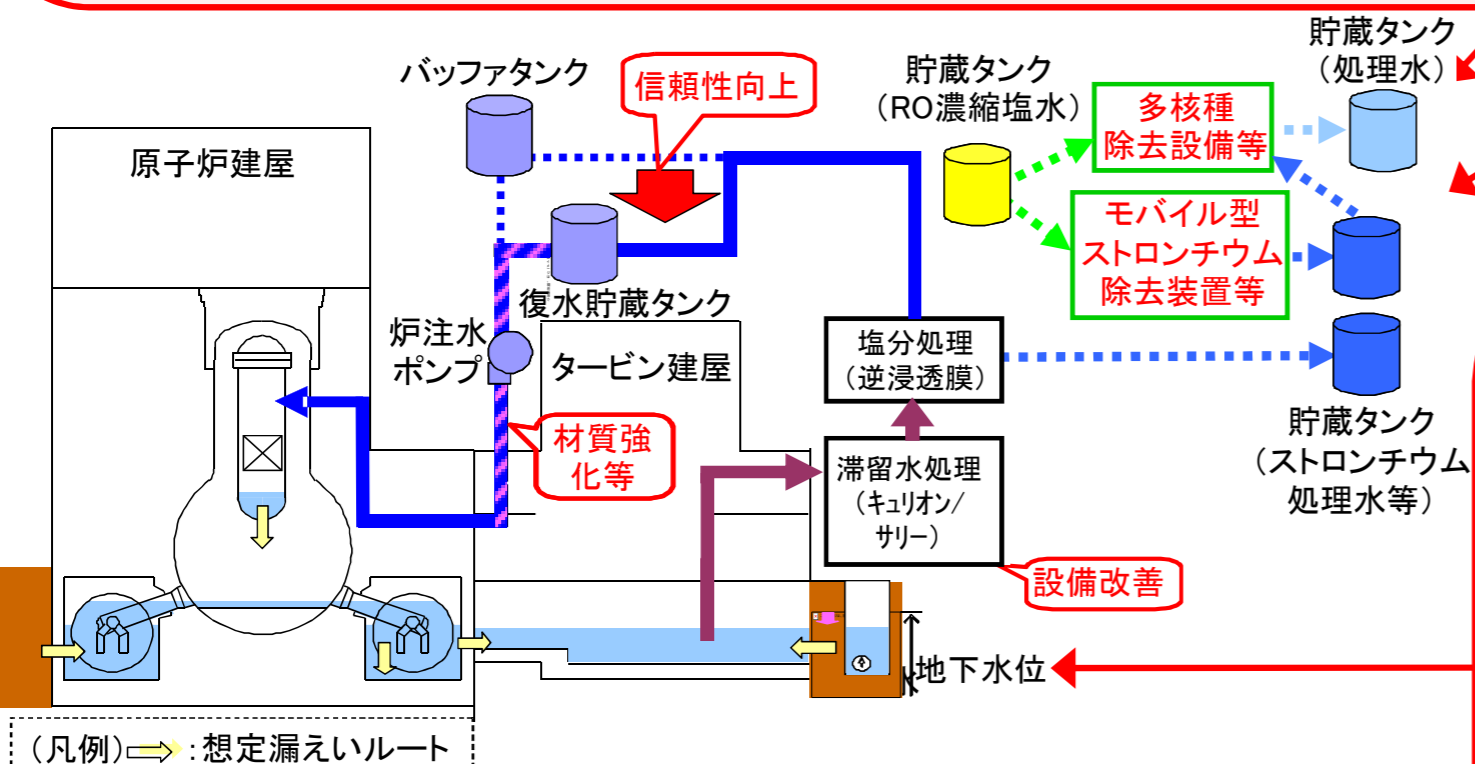 貯蔵タンク
（処理水）
バッファタンク
信頼性向上
貯蔵タンク
（RO濃縮塩水）
多核種
除去設備等
原子炉建屋
モバイル型
ストロンチウム
除去装置等
復水貯蔵タンク
炉注水
ポンプ
タービン建屋
塩分処理
（逆浸透膜）
材質強
化等
滞留水処理
（キュリオン/
サリー）
貯蔵タンク
（ストロンチウム
処理水等）
設備改善
地下水位
（凡例）：想定漏えいルート